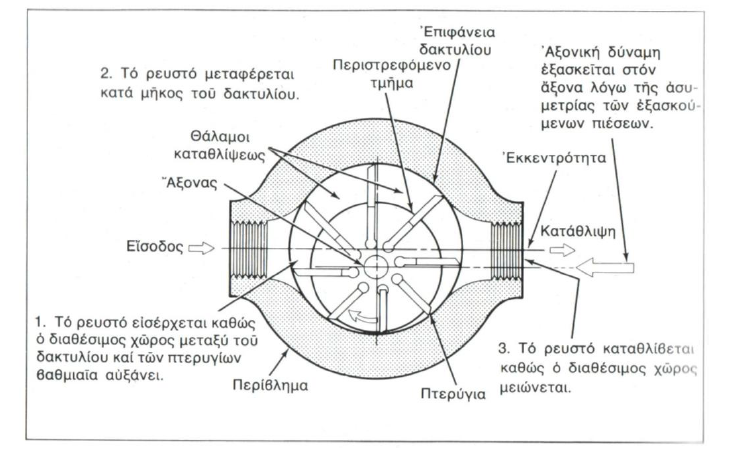 Ἐπιφάνεια
δακτυλίου
Περιστρεφόμενο
τμῆμα
Ἀξονική δύναμη
ἐξασκεῖται στόν
ἄξονα λόγω τῆς ἀσυ-
μετρίας τῶν ἐξασκού-
μενων πιέσεων.
2. Τό ρευστό μεταφέρεται
κατά μῆκος τοῦ δακτυλίου.
Θάλαμοι
καταθλίψεως
Ἄξονας
Ἐκκεντρότητα
Κατάθλιψη
Εἴσοδος
1. Τό ρευστό εἰσέρχεται καθώς
ὁ διαθέσιμος χῶρος μεταξύ τοῦ
δακτυλίου καί τῶν πτερυγίων
βαθμιαῖα αὐξάνει.
Περίβλημα
Πτερύγια
3. Τό ρευστό καταθλίβεται
καθώς ὁ διαθέσιμος χῶρος
μειώνεται.